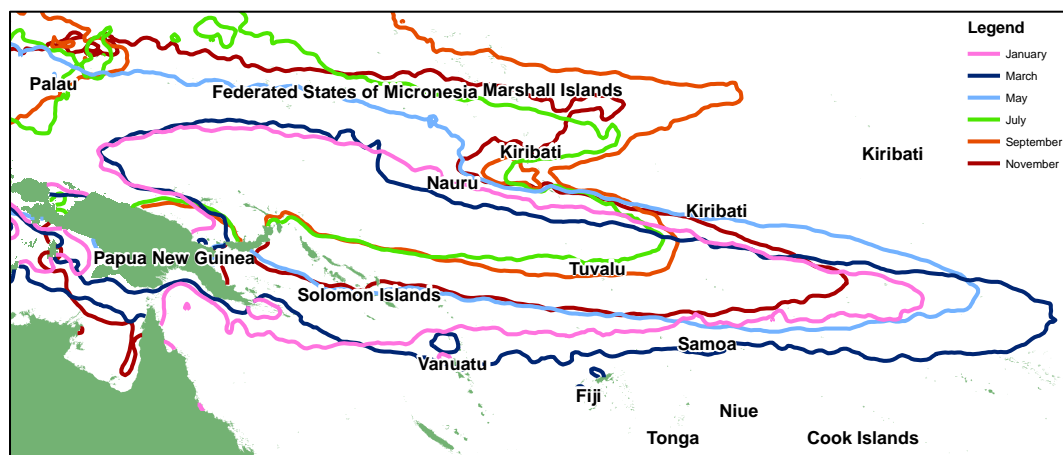 Legend
January
March
May
July
September
November
Palau
Federated States of Micronesia
Marshall Islands
Kiribati
Kiribati
Nauru
Kiribati
Papua New Guinea
Tuvalu
Solomon Islands
Samoa
Vanuatu
Fiji
Niue
Tonga
Cook Islands